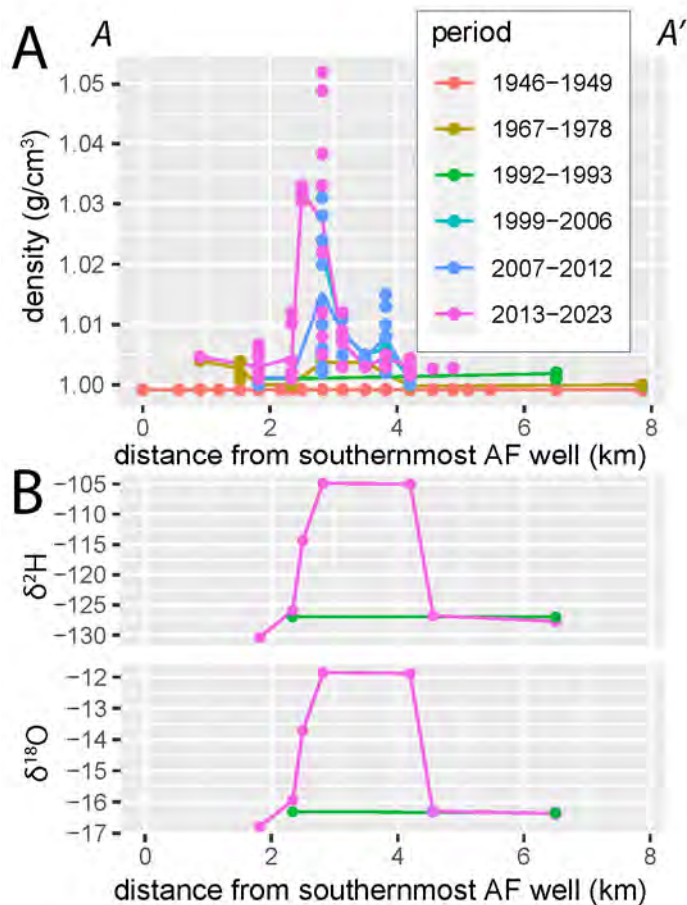 A A A'
period
1946−1949
1967−1978
1992−1993
1999−2006
2007−2012
2013−2023
density (g/cm³)
1.05
1.04
1.03
1.02
1.01
1.00
0 2 4 6 8
distance from southernmost AF well (km)
B
δ²H
−105
−110
−115
−120
−125
−130
δ¹⁸O
−12
−13
−14
−15
−16
−17
0 2 4 6 8
distance from southernmost AF well (km)